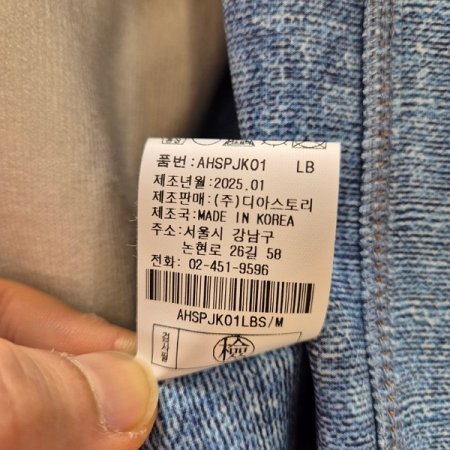 품번:AHSPJK01 LB
제조년월:2025.01
제조판매:(주)디아스토리
제조국:MADE IN KOREA
주소:서울시 강남구
논현로 26길 58
전화: 02-451-9596
AHSPJK01LBS/M
검사필